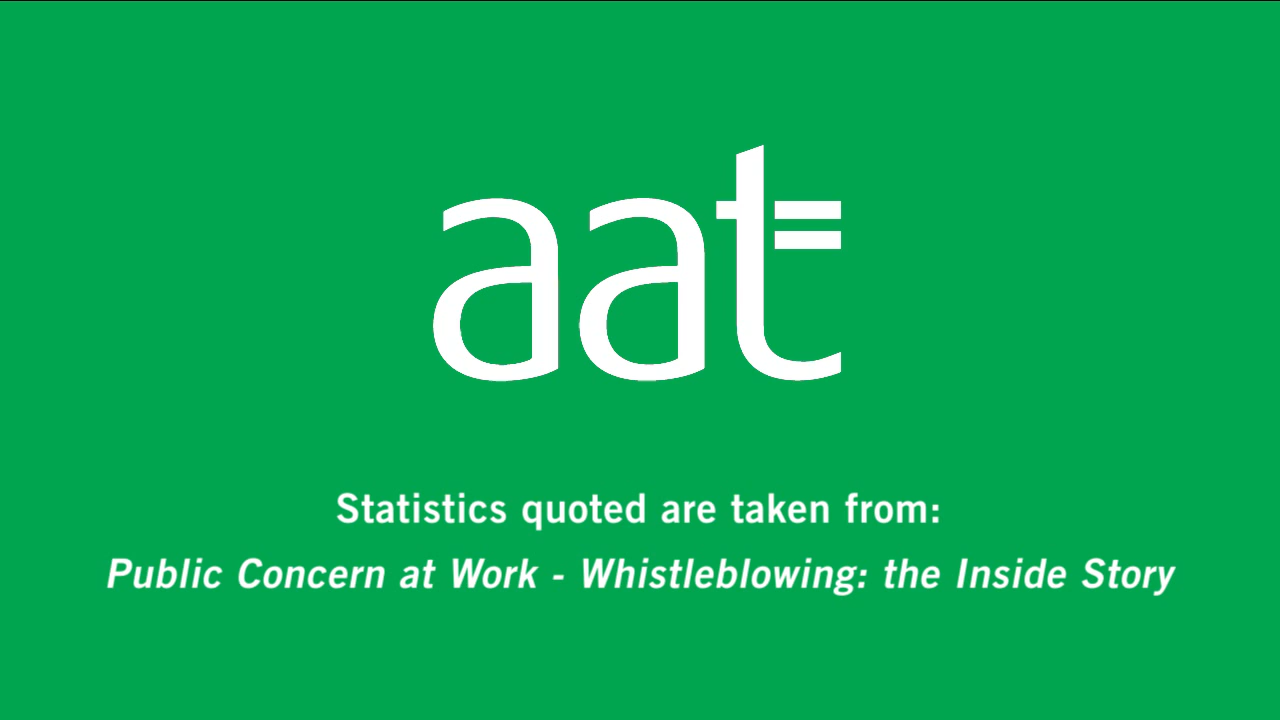 aat
Statistics quoted are taken from:
Public Concern at Work - Whistleblowing: the Inside Story